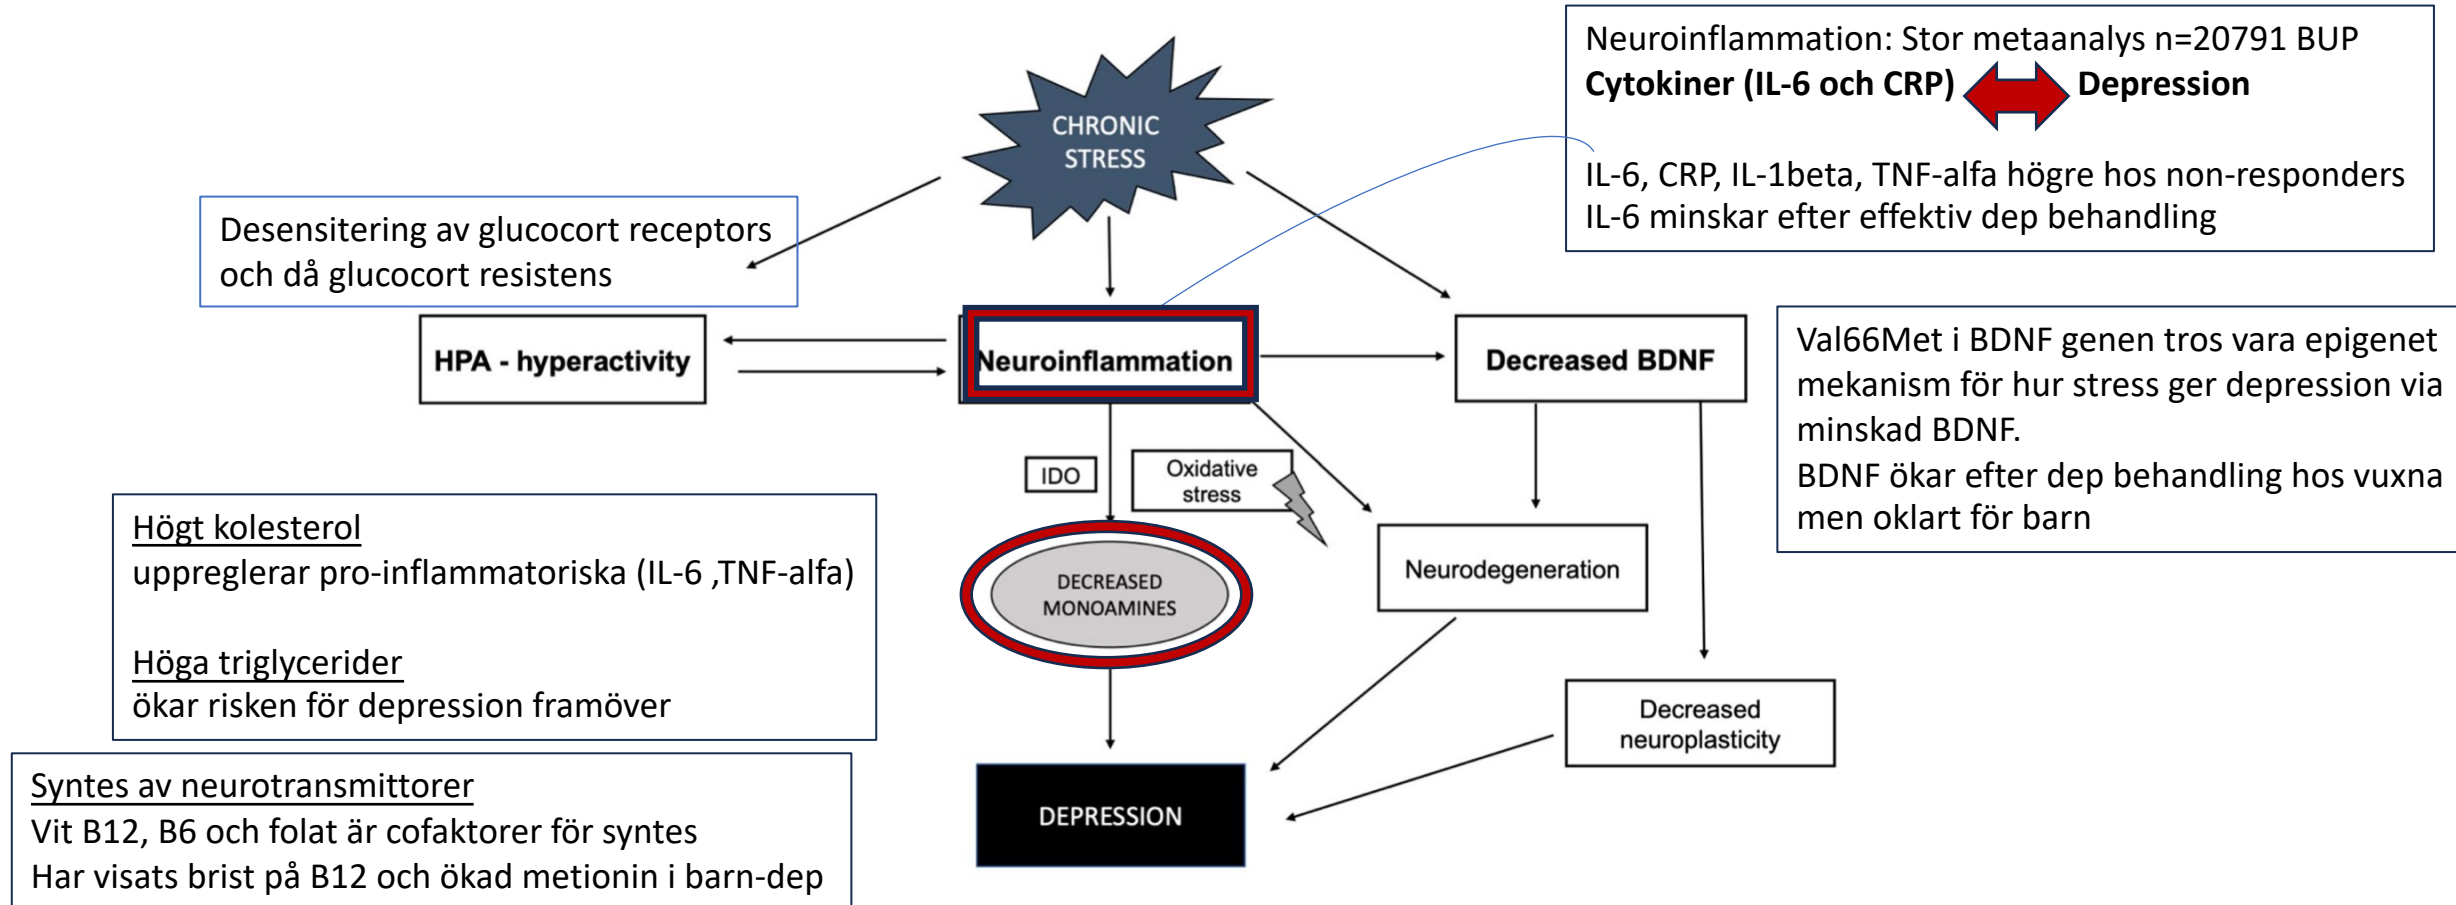 Neuroinflammation: Stor metaanalys n=20791 BUP
Cytokiner (IL-6 och CRP) Depression
IL-6, CRP, IL-1beta, TNF-alfa högre hos non-responders
IL-6 minskar efter effektiv dep behandling
CHRONIC
STRESS
Desensitering av glucocort receptors
och då glucocort resistens
HPA - hyperactivity
Neuroinflammation
Decreased BDNF
Val66Met i BDNF genen tros vara epigenet
mekanism för hur stress ger depression via
minskad BDNF.
BDNF ökar efter dep behandling hos vuxna
men oklart för barn
IDO
Oxidative
stress
Högt kolesterol
uppreglerar pro-inflammatoriska (IL-6 ,TNF-alfa)
Höga triglycerider
ökar risken för depression framöver
DECREASED
MONOAMINES
Neurodegeneration
Decreased
neuroplasticity
Syntes av neurotransmittorer
Vit B12, B6 och folat är cofaktorer för syntes
Har visats brist på B12 och ökad metionin i barn-dep
DEPRESSION